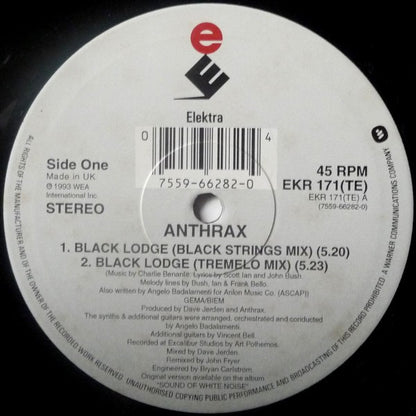 e
Elektra
0 4
7559-66282-0
Side One
Made in UK
℗ 1993 WEA
International Inc
STEREO
45 RPM
EKR 171(TE)
EKR 171(TE) A
(7559-66282-0)
ANTHRAX
1. BLACK LODGE (BLACK STRINGS MIX) (5.20)
2. BLACK LODGE (TREMELO MIX) (5.23)
(Music by Charlie Benante. Lyrics by Scott Ian and John Bush.
Melody lines by Bush, Ian & Frank Bello.
Also written by Angelo Badalamenti for Anlon Music Co. (ASCAP))
GEMA/BIEM
Produced by Dave Jerden and Anthrax.
The synths & additional guitars were arranged, orchestrated and conducted
by Angelo Badalamenti.
Additional guitars by Vincent Bell.
Recorded at Excalibur Studios by Art Polhemos.
Mixed by Dave Jerden.
Remixed by John Fryer.
Engineered by Bryan Carlstrom.
Original version available on the album
"SOUND OF WHITE NOISE"
ALL RIGHTS OF THE MANUFACTURER AND OF THE OWNER OF THE RECORDED WORK RESERVED UNAUTHORISED COPYING PUBLIC PERFORMANCE AND BROADCASTING OF THIS RECORD PROHIBITED A WARNER COMMUNICATIONS COMPANY